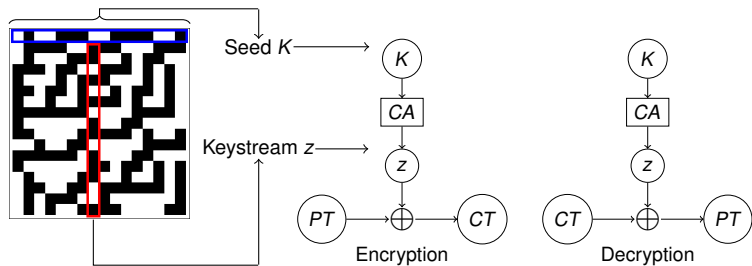 Seed K
K
K
CA
CA
Keystream z
z
z
PT
CT
CT
PT
Encryption
Decryption